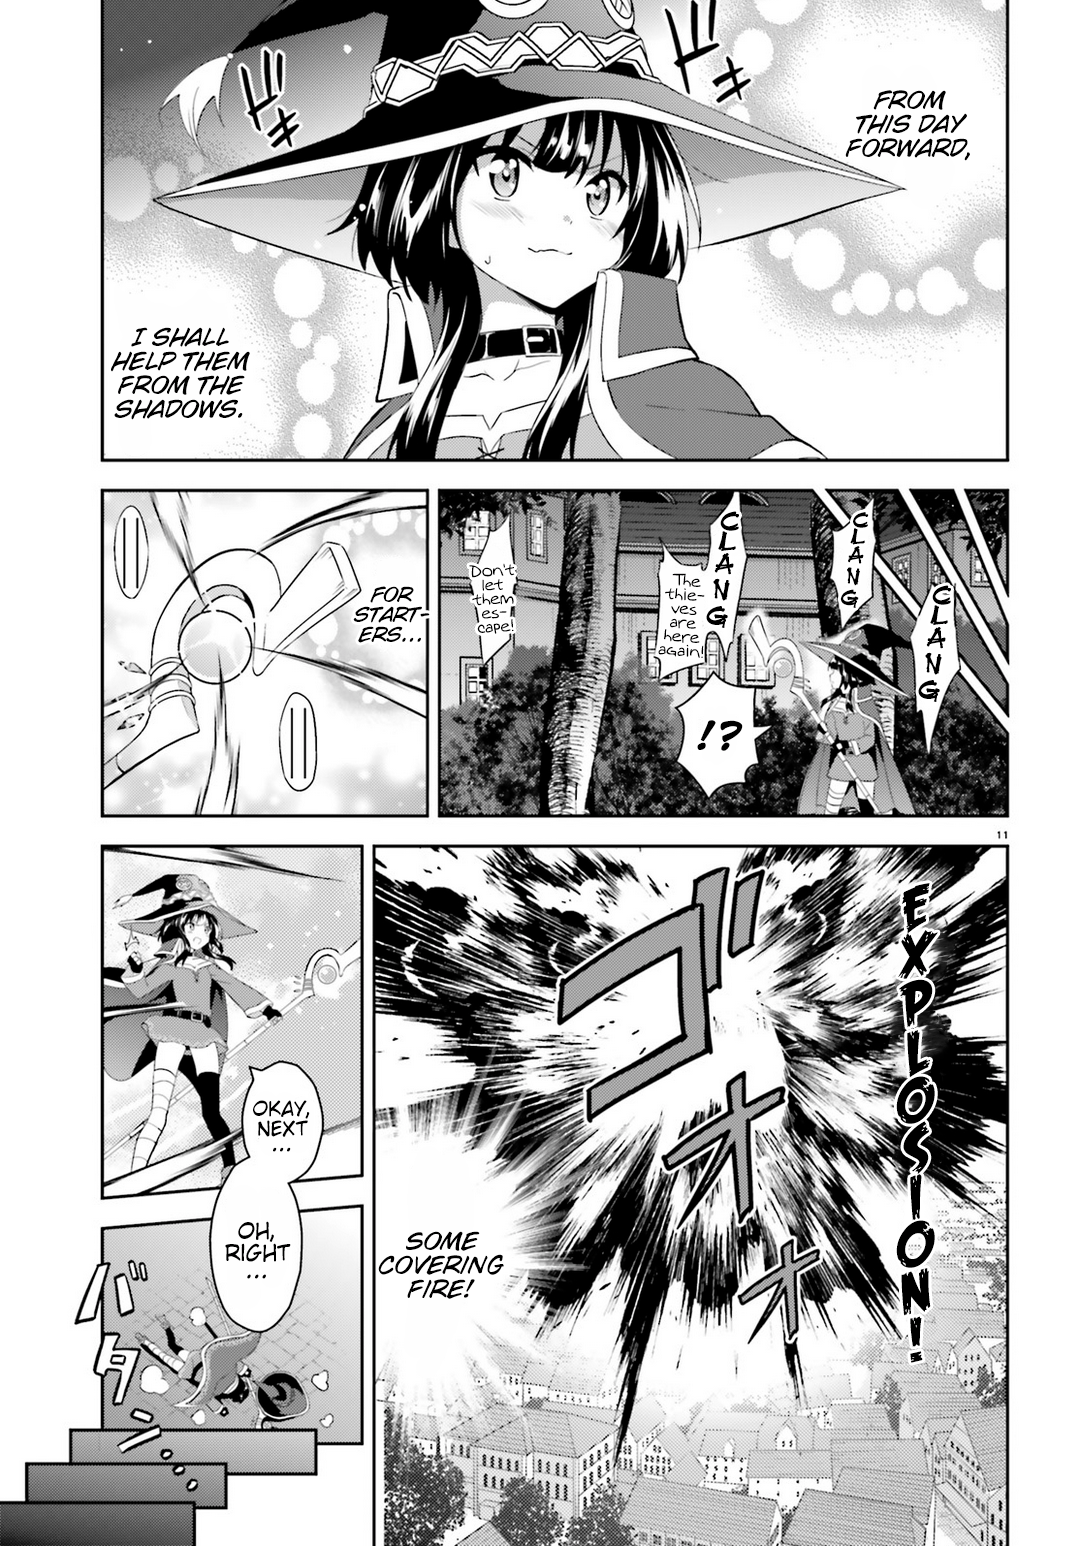 FROM
THIS DAY
FORWARD,
ドキ
ドキ
I SHALL
HELP THEM
FROM THE
SHADOWS.
CLANG
CLANG
CLANG
The
thie-
ves
are
here
again!
Don't
let
them
es-
cape!
!?
FOR
START-
ERS...
11
EXPLOSION!
ゴオオ
SOME
COVERING
FIRE!
OKAY,
NEXT
...
OH,
RIGHT
...
バタ